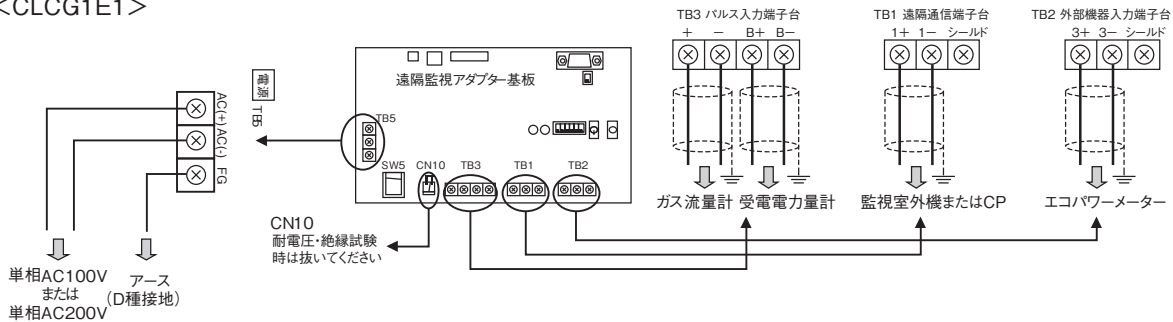 <CLCG1E1>
TB3 パルス入力端子台
+ − B+ B−
TB1 遠隔通信端子台
1+ 1− シールド
TB2 外部機器入力端子台
3+ 3− シールド
遠隔監視アダプター基板
電源 TB5
AC(+) AC(-) FG
TB5
SW5 CN10 TB3 TB1 TB2
ガス流量計 受電電力量計
監視室外機またはCP
エコパワーメーター
CN10
耐電圧・絶縁試験
時は抜いてください
単相AC100V
または
単相AC200V
アース
(D種接地)